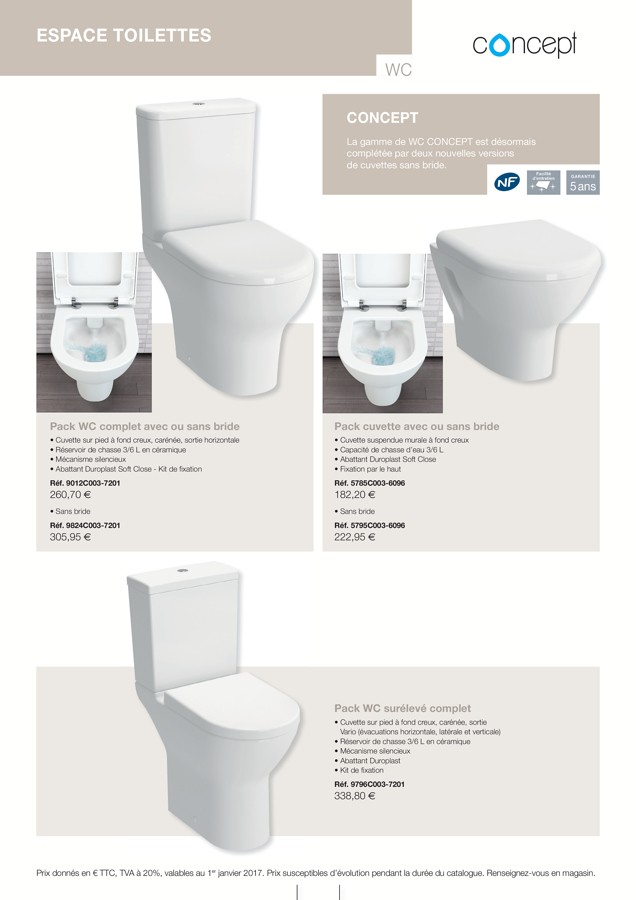 ESPACE TOILETTES
concept
WC
CONCEPT
La gamme de WC CONCEPT est désormais
complétée par deux nouvelles versions
de cuvettes sans bride.
NF
Facilité
d'entretien
GARANTIE
5 ans
Pack WC complet avec ou sans bride
• Cuvette sur pied à fond creux, carénée, sortie horizontale
• Réservoir de chasse 3/6 L en céramique
• Mécanisme silencieux
• Abattant Duroplast Soft Close - Kit de fixation
Réf. 9012C003-7201
260,70 €
• Sans bride
Réf. 9824C003-7201
305,95 €
Pack cuvette avec ou sans bride
• Cuvette suspendue murale à fond creux
• Capacité de chasse d'eau 3/6 L
• Abattant Duroplast Soft Close
• Fixation par le haut
Réf. 5785C003-6096
182,20 €
• Sans bride
Réf. 5795C003-6096
222,95 €
Pack WC surélevé complet
• Cuvette sur pied à fond creux, carénée, sortie
Vario (évacuations horizontale, latérale et verticale)
• Réservoir de chasse 3/6 L en céramique
• Mécanisme silencieux
• Abattant Duroplast
• Kit de fixation
Réf. 9796C003-7201
338,80 €
Prix donnés en € TTC, TVA à 20%, valables au 1er janvier 2017. Prix susceptibles d'évolution pendant la durée du catalogue. Renseignez-vous en magasin.